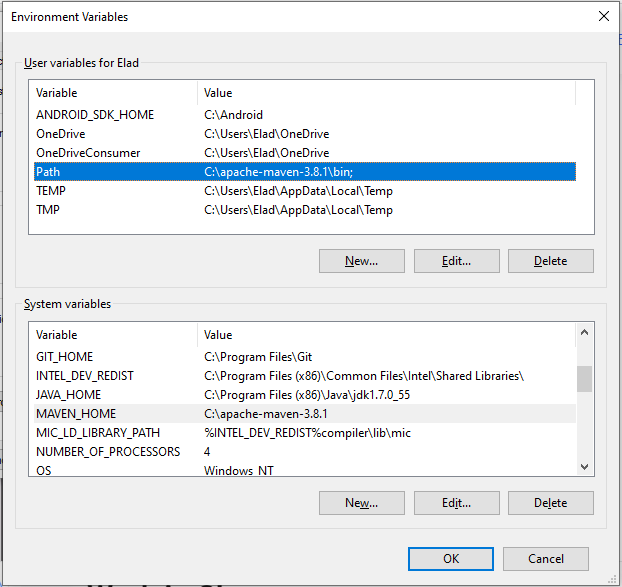 Environment Variables
User variables for Elad
Variable Value
ANDROID_SDK_HOME C:\Android
OneDrive C:\Users\Elad\OneDrive
OneDriveConsumer C:\Users\Elad\OneDrive
Path C:\apache-maven-3.8.1\bin;
TEMP C:\Users\Elad\AppData\Local\Temp
TMP C:\Users\Elad\AppData\Local\Temp
New... Edit... Delete
System variables
Variable Value
GIT_HOME C:\Program Files\Git
INTEL_DEV_REDIST C:\Program Files (x86)\Common Files\Intel\Shared Libraries\
JAVA_HOME C:\Program Files (x86)\Java\jdk1.7.0_55
MAVEN_HOME C:\apache-maven-3.8.1
MIC_LD_LIBRARY_PATH %INTEL_DEV_REDIST%compiler\lib\mic
NUMBER_OF_PROCESSORS 4
OS Windows_NT
New... Edit... Delete
OK Cancel